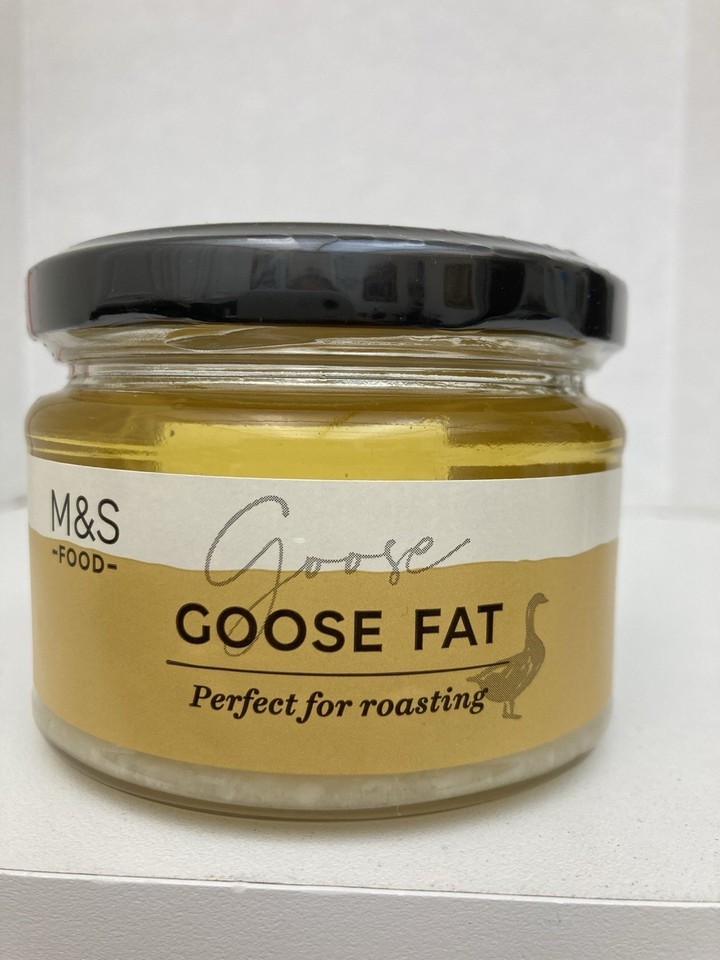 M&S
-FOOD-
Goose
GOOSE FAT
Perfect for roasting